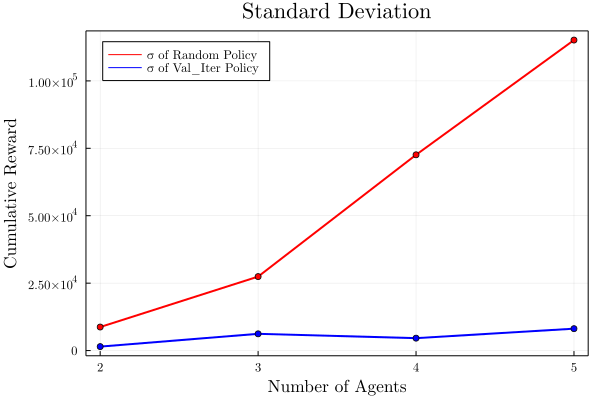 Standard Deviation
σ of Random Policy
σ of Val_Iter Policy
Cumulative Reward
1.00×10⁵
7.50×10⁴
5.00×10⁴
2.50×10⁴
0
2 3 4 5
Number of Agents